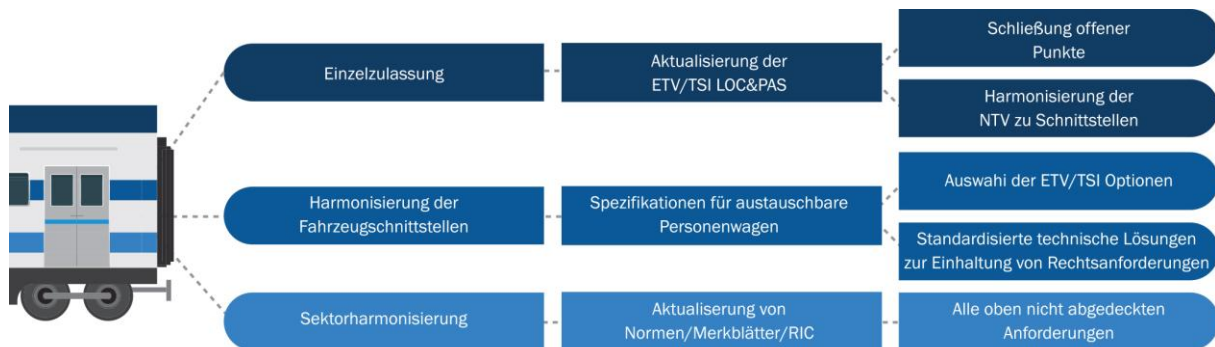 Einzelzulassung
Aktualisierung der
ETV/TSI LOC&PAS
Schließung offener
Punkte
Harmonisierung der
NTV zu Schnittstellen
Harmonisierung der
Fahrzeugschnittstellen
Spezifikationen für austauschbare
Personenwagen
Auswahi der ETV/TSI Optionen
Standardisierte technische Lösungen
zur Einhaltung von Rechtsanforderungen
Sektorharmonisierung
Aktualiserung von
Normen/Merkblätter/RIC
Alle oben nicht abgedeckten
Anforderungen